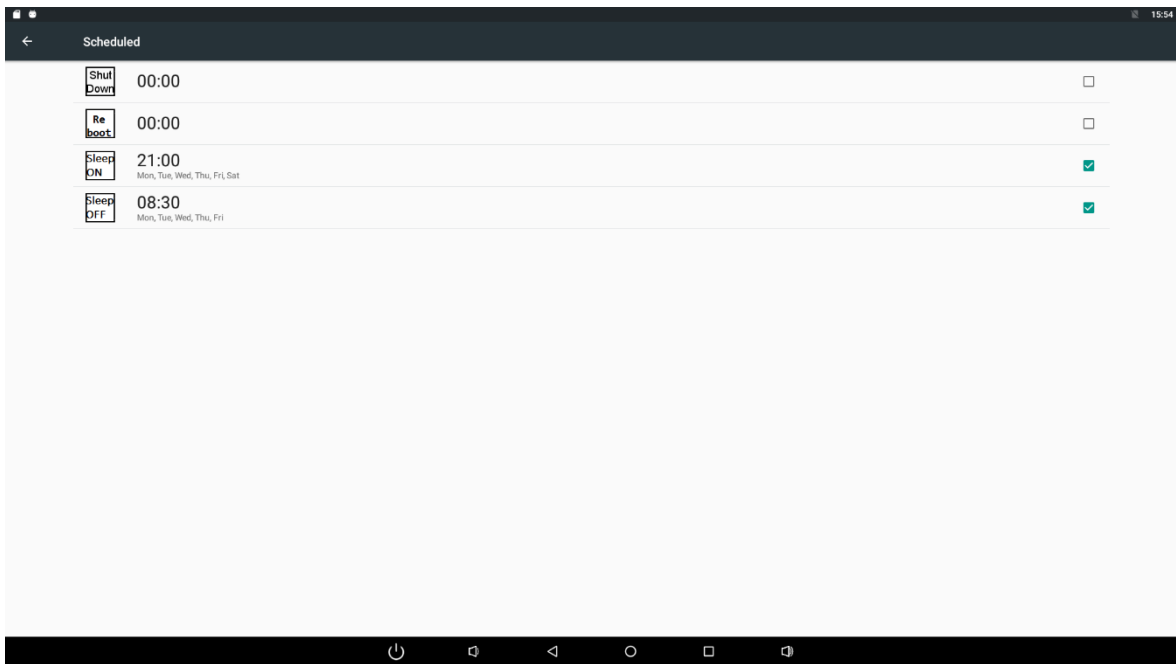 15:54
Scheduled
Shut
Down
00:00
Re
boot
00:00
Sleep
ON
21:00
Mon, Tue, Wed, Thu, Fri, Sat
Sleep
OFF
08:30
Mon, Tue, Wed, Thu, Fri